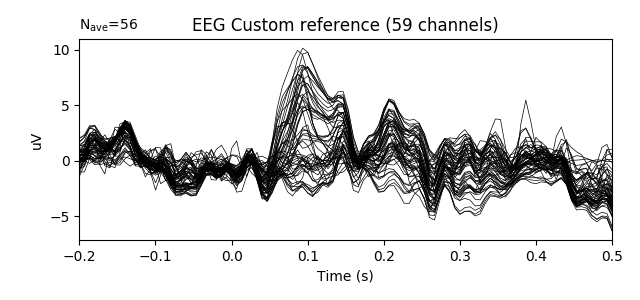 N_ave=56
EEG Custom reference (59 channels)
10
5
0
−5
uV
−0.2 −0.1 0.0 0.1 0.2 0.3 0.4 0.5
Time (s)